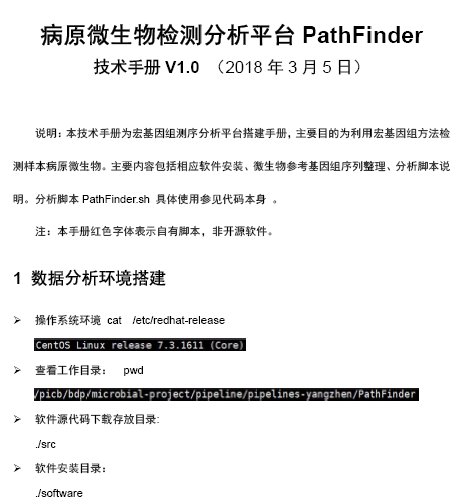 病原微生物检测分析平台 PathFinder
技术手册 V1.0 （2018 年 3 月 5 日）
说明：本技术手册为宏基因组测序分析平台搭建手册，主要目的为利用宏基因组方法检
测样本病原微生物。主要内容包括相应软件安装、微生物参考基因组序列整理、分析脚本说
明。分析脚本 PathFinder.sh 具体使用参见代码本身 。
注：本手册红色字体表示自有脚本，非开源软件。
1 数据分析环境搭建
➢ 操作系统环境 cat /etc/redhat-release
CentOS Linux release 7.3.1611 (Core)
➢ 查看工作目录： pwd
/picb/bdp/microbial-project/pipeline/pipelines-yangzhen/PathFinder
➢ 软件源代码下载存放目录:
./src
➢ 软件安装目录：
./software